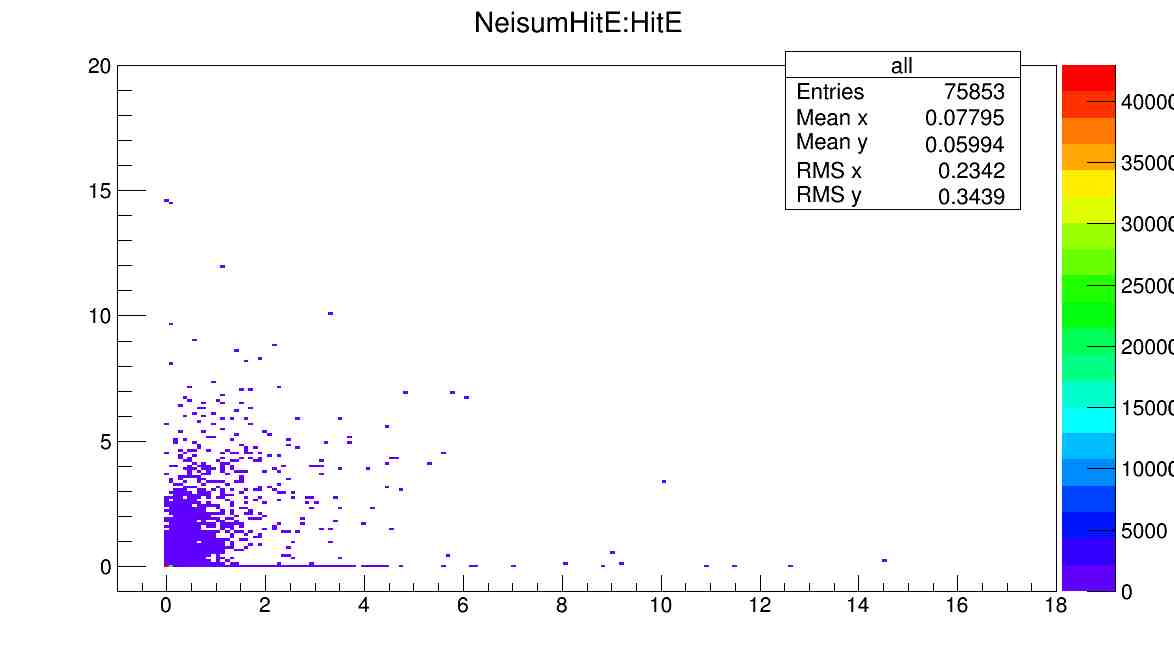 NeisumHitE:HitE
all
Entries 75853
Mean x 0.07795
Mean y 0.05994
RMS x 0.2342
RMS y 0.3439
20
15
10
5
0
0 2 4 6 8 10 12 14 16 18
40000
35000
30000
25000
20000
15000
10000
5000
0